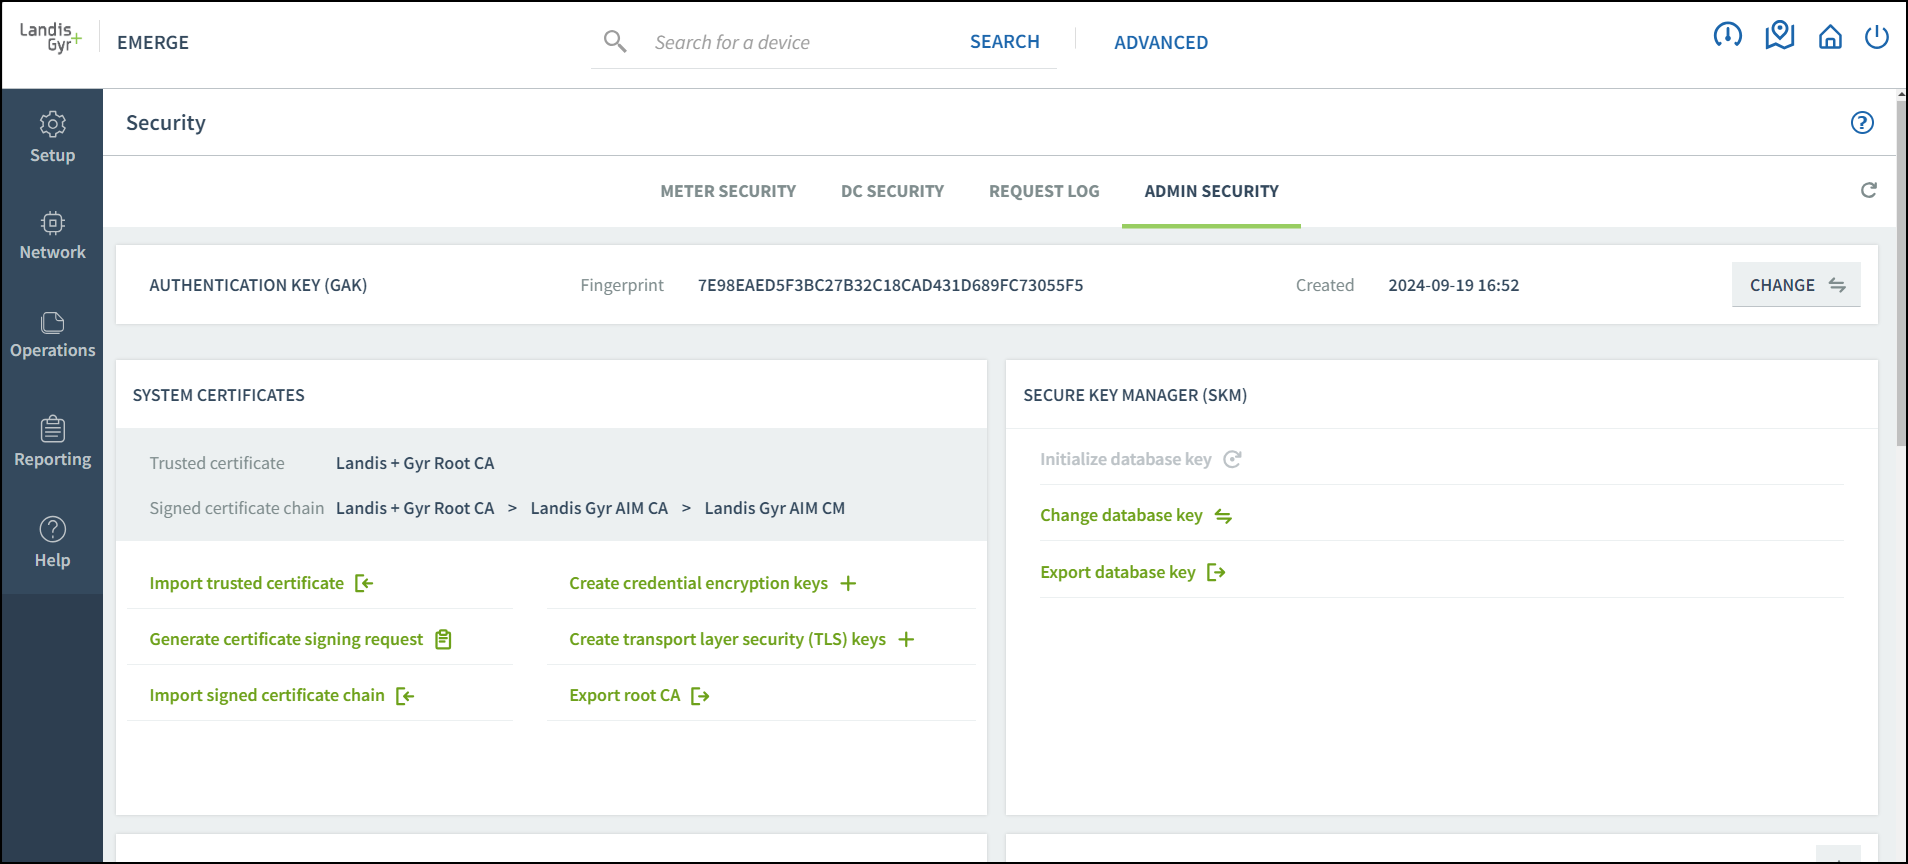 Landis+
Gyr
EMERGE
Search for a device
SEARCH
ADVANCED
Setup
Network
Operations
Reporting
Help
Security
?
METER SECURITY
DC SECURITY
REQUEST LOG
ADMIN SECURITY
AUTHENTICATION KEY (GAK)
Fingerprint
7E98EAED5F3BC27B32C18CAD431D689FC73055F5
Created
2024-09-19 16:52
CHANGE
SYSTEM CERTIFICATES
Trusted certificate
Landis + Gyr Root CA
Signed certificate chain
Landis + Gyr Root CA > Landis Gyr AIM CA > Landis Gyr AIM CM
Import trusted certificate
Generate certificate signing request
Import signed certificate chain
Create credential encryption keys
Create transport layer security (TLS) keys
Export root CA
SECURE KEY MANAGER (SKM)
Initialize database key
Change database key
Export database key